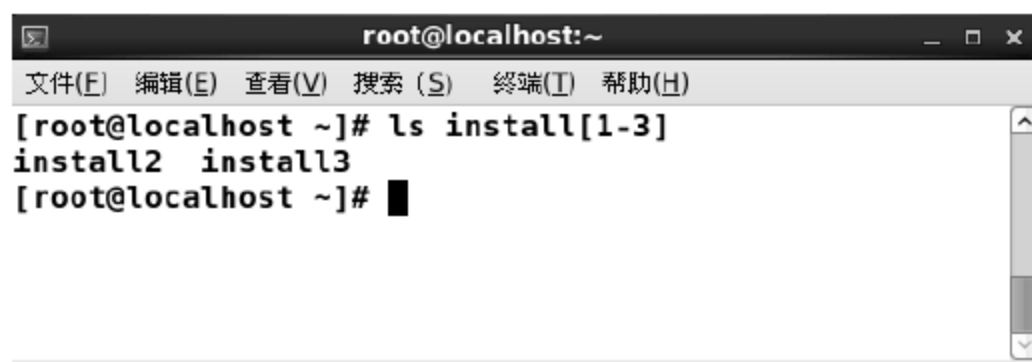 root@localhost:~
文件(F) 编辑(E) 查看(V) 搜索 (S) 终端(T) 帮助(H)
[root@localhost ~]# ls install[1-3]
install2 install3
[root@localhost ~]#